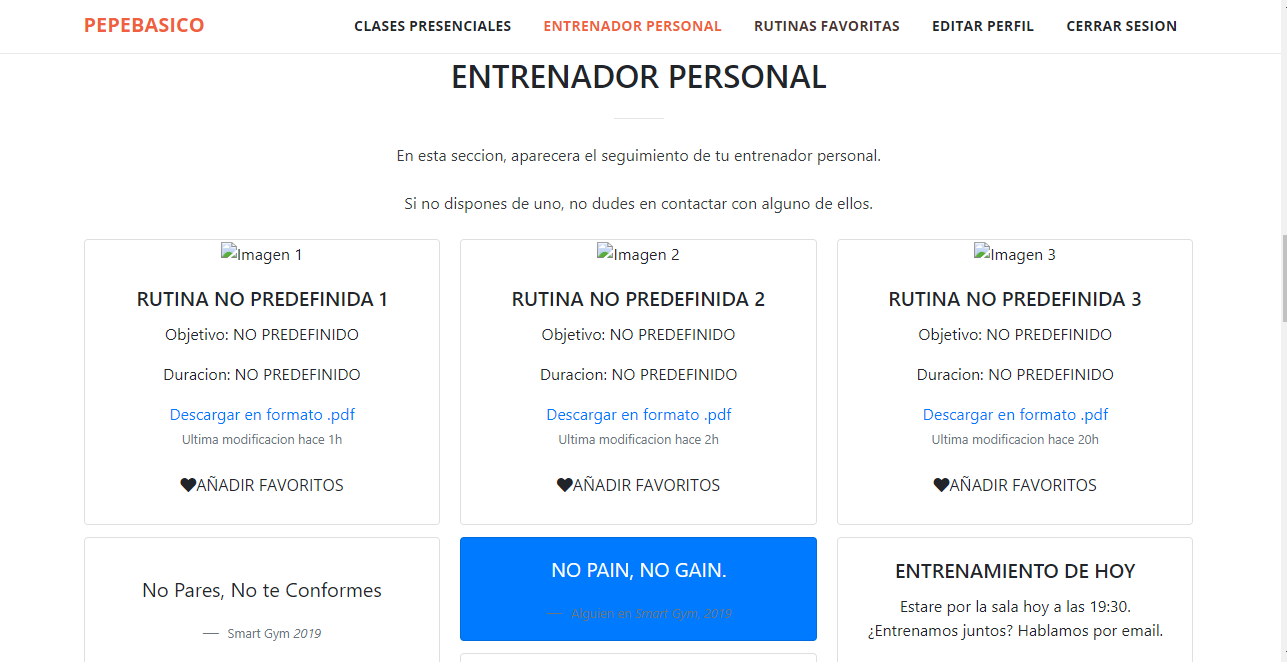 PEPEBASICO
CLASES PRESENCIALES
ENTRENADOR PERSONAL
RUTINAS FAVORITAS
EDITAR PERFIL
CERRAR SESION
ENTRENADOR PERSONAL
En esta seccion, aparecera el seguimiento de tu entrenador personal.
Si no dispones de uno, no dudes en contactar con alguno de ellos.
Imagen 1
RUTINA NO PREDEFINIDA 1
Objetivo: NO PREDEFINIDO
Duracion: NO PREDEFINIDO
Descargar en formato .pdf
Ultima modificacion hace 1h
AÑADIR FAVORITOS
Imagen 2
RUTINA NO PREDEFINIDA 2
Objetivo: NO PREDEFINIDO
Duracion: NO PREDEFINIDO
Descargar en formato .pdf
Ultima modificacion hace 2h
AÑADIR FAVORITOS
Imagen 3
RUTINA NO PREDEFINIDA 3
Objetivo: NO PREDEFINIDO
Duracion: NO PREDEFINIDO
Descargar en formato .pdf
Ultima modificacion hace 20h
AÑADIR FAVORITOS
No Pares, No te Conformes
— Smart Gym 2019
NO PAIN, NO GAIN.
— Alguien en Smart Gym, 2019
ENTRENAMIENTO DE HOY
Estare por la sala hoy a las 19:30.
¿Entrenamos juntos? Hablamos por email.